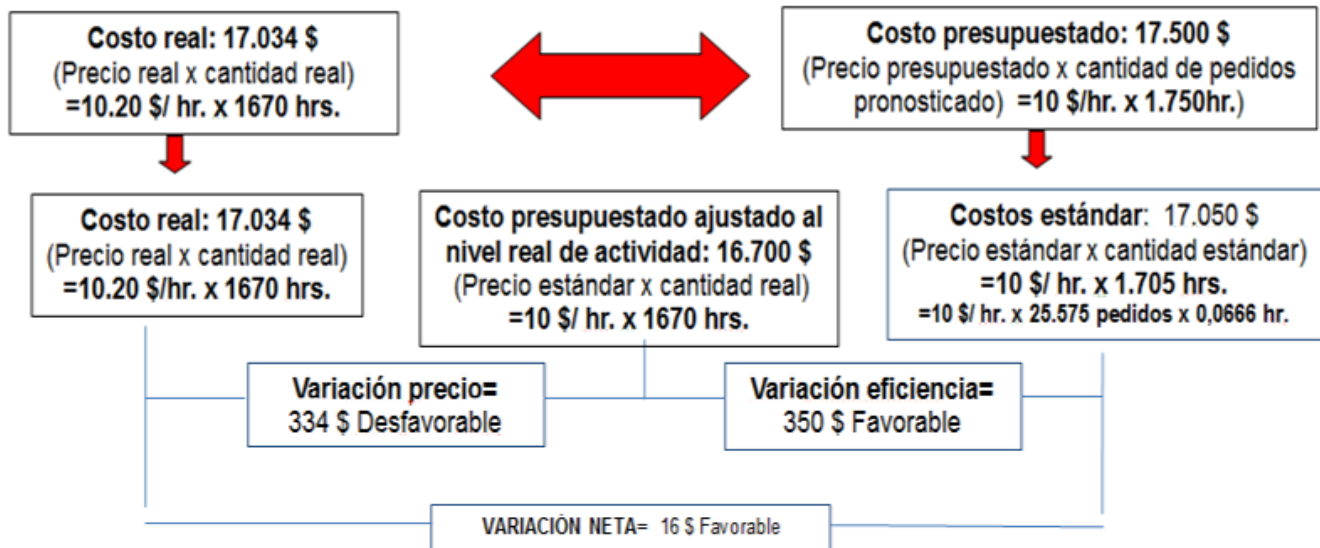 Costo real: 17.034 $
(Precio real x cantidad real)
=10.20 $/ hr. x 1670 hrs.
Costo presupuestado: 17.500 $
(Precio presupuestado x cantidad de pedidos
pronosticado) =10 $/hr. x 1.750hr.)
Costo real: 17.034 $
(Precio real x cantidad real)
=10.20 $/hr. x 1670 hrs.
Costo presupuestado ajustado al
nivel real de actividad: 16.700 $
(Precio estándar x cantidad real)
=10 $/ hr. x 1670 hrs.
Costos estándar: 17.050 $
(Precio estándar x cantidad estándar)
=10 $/ hr. x 1.705 hrs.
=10 $/ hr. x 25.575 pedidos x 0,0666 hr.
Variación precio=
334 $ Desfavorable
Variación eficiencia=
350 $ Favorable
VARIACIÓN NETA= 16 $ Favorable